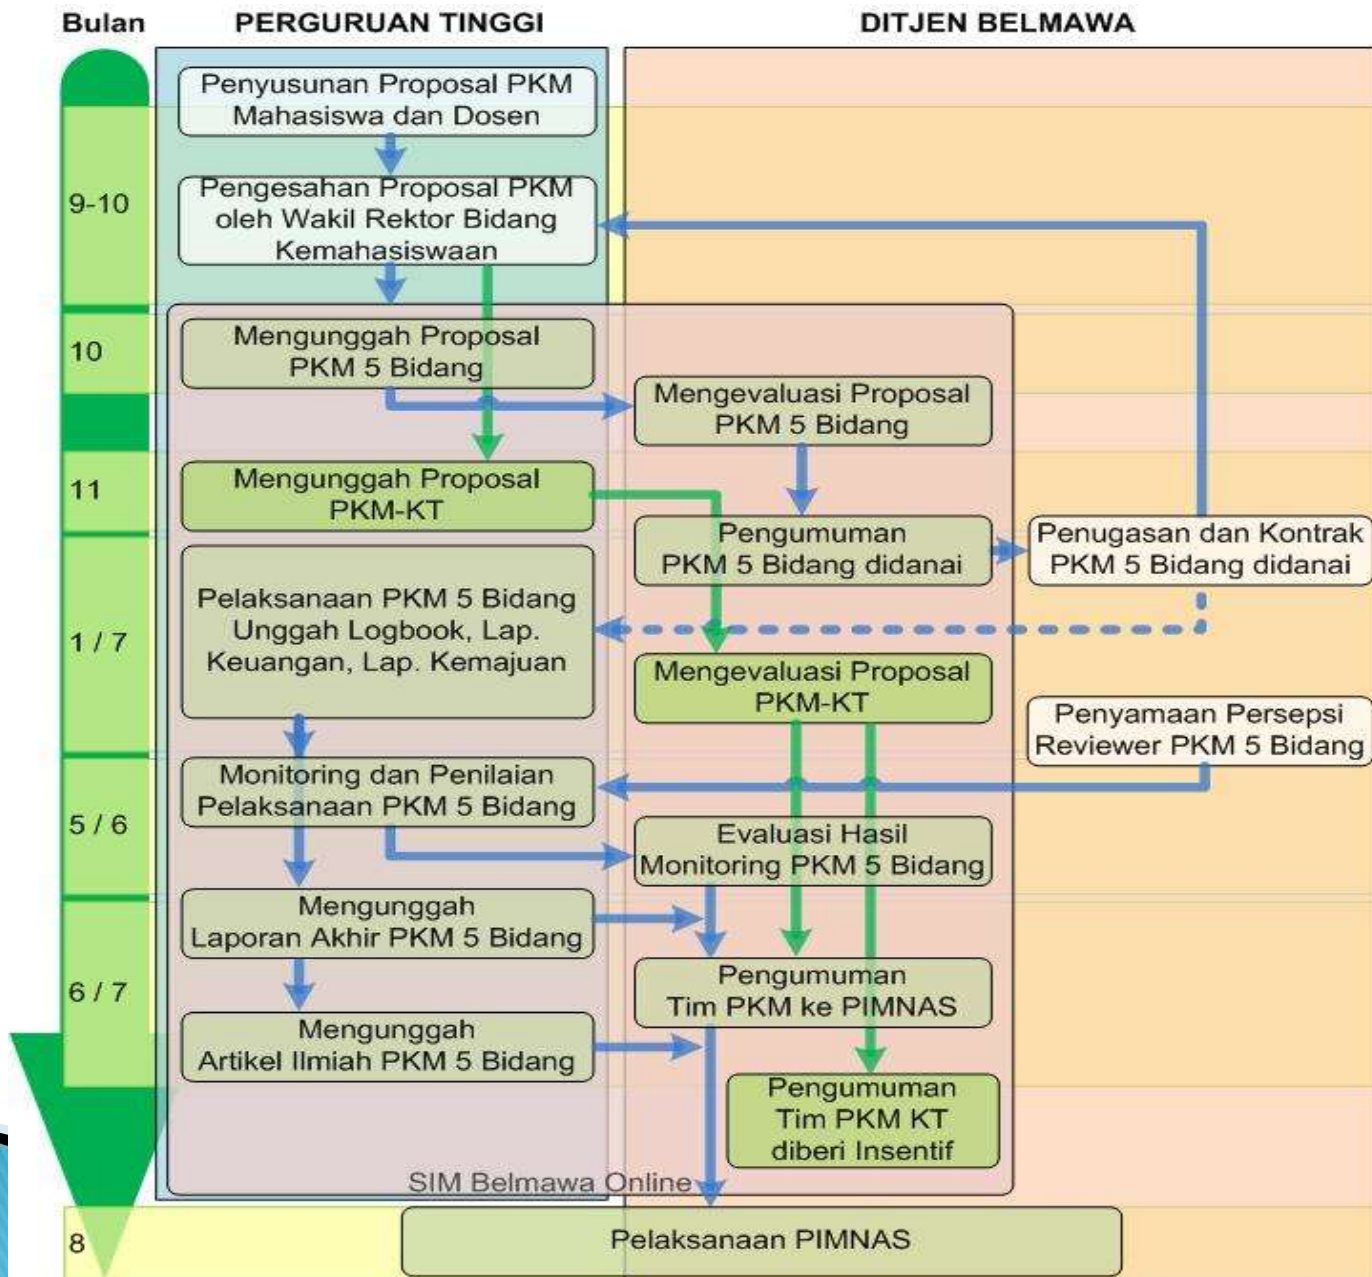 Bulan
PERGURUAN TINGGI
DITJEN BELMAWA
Penyusunan Proposal PKM
Mahasiswa dan Dosen
9-10
Pengesahan Proposal PKM
oleh Wakil Rektor Bidang
Kemahasiswaan
10
Mengunggah Proposal
PKM 5 Bidang
Mengevaluasi Proposal
PKM 5 Bidang
11
Mengunggah Proposal
PKM-KT
Pengumuman
PKM 5 Bidang didanai
Penugasan dan Kontrak
PKM 5 Bidang didanai
1 / 7
Pelaksanaan PKM 5 Bidang
Unggah Logbook, Lap.
Keuangan, Lap. Kemajuan
Mengevaluasi Proposal
PKM-KT
Penyamaan Persepsi
Reviewer PKM 5 Bidang
5 / 6
Monitoring dan Penilaian
Pelaksanaan PKM 5 Bidang
Evaluasi Hasil
Monitoring PKM 5 Bidang
6 / 7
Mengunggah
Laporan Akhir PKM 5 Bidang
Pengumuman
Tim PKM ke PIMNAS
Mengunggah
Artikel Ilmiah PKM 5 Bidang
Pengumuman
Tim PKM KT
diberi Insentif
SIM Belmawa Online
8
Pelaksanaan PIMNAS